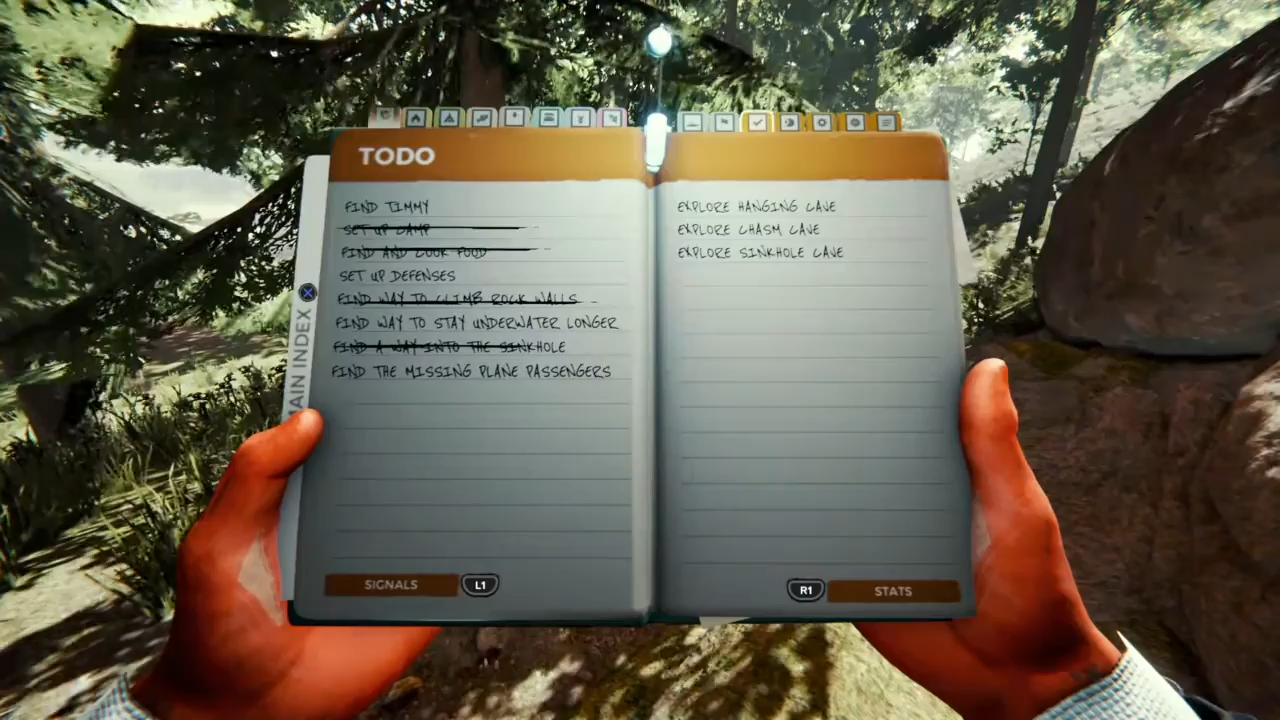 TODO
FIND TIMMY
SET UP CAMP
FIND AND COOK FOOD
SET UP DEFENSES
FIND WAY TO CLIMB ROCK WALLS
FIND WAY TO STAY UNDERWATER LONGER
FIND A WAY INTO THE SINKHOLE
FIND THE MISSING PLANE PASSENGERS
EXPLORE HANGING CAVE
EXPLORE CHASM CAVE
EXPLORE SINKHOLE CAVE
AIN INDEX
SIGNALS L1
R1 STATS